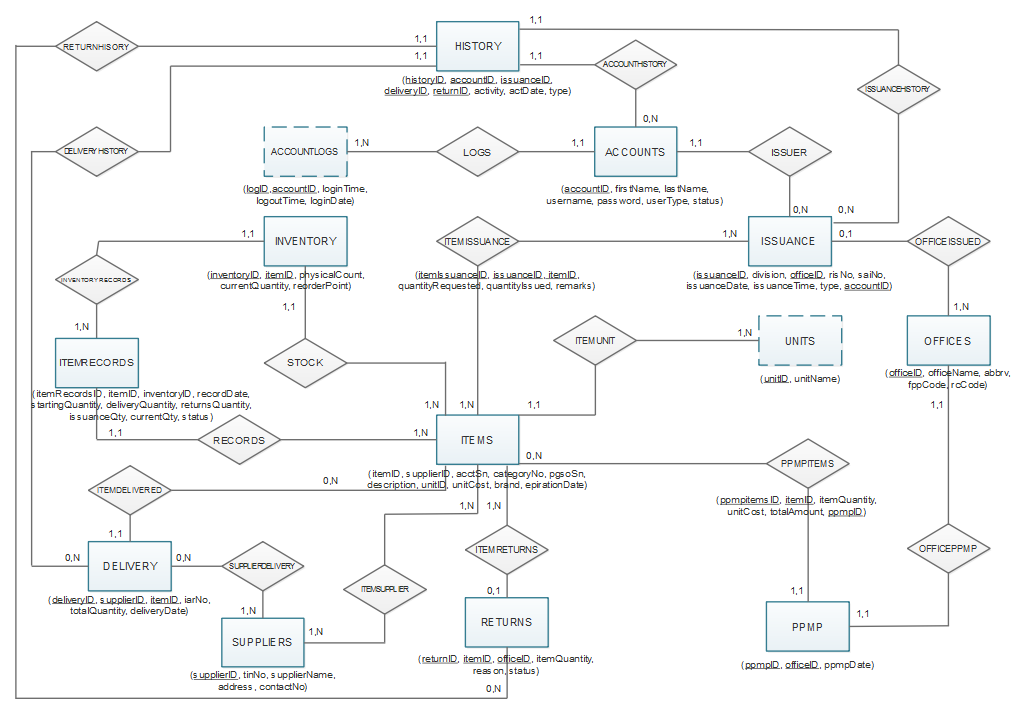 1,1
RETURNHISORY
1,1
HISTORY
1,1
1,1
ACCOUNTHISTORY
(historyID, accountID, issuanceID,
deliveryID, returnID, activity, actDate, type)
ISSUANCEHISTORY
0,N
DELIVERYHISTORY
ACCOUNTLOGS
1,N
LOGS
1,1
ACCOUNTS
1,1
ISSUER
(logID,accountID, loginTime,
logoutTime, loginDate)
(accountID, firstName, lastName,
username, password, userType, status)
0,N
0,N
1,1
INVENTORY
ITEMISSUANCE
1,N
ISSUANCE
0,1
OFFICEISSUED
(inventoryID, itemID, physicalCount,
currentQuantity, reorderPoint)
(itemIssuanceID, issuanceID, itemID,
quantityRequested, quantityIssued, remarks)
(issuanceID, division, officeID, risNo, saiNo,
issuanceDate, issuanceTime, type, accountID)
INVENTORYRECORDS
1,1
1,N
1,N
ITEMRECORDS
STOCK
ITEMUNIT
1,N
UNITS
OFFICES
(unitID, unitName)
(officeID, officeName, abbrv,
fppCode, rcCode)
(itemRecordsID, itemID, inventoryID, recordDate,
startingQuantity, deliveryQuantity, returnsQuantity,
issuanceQty, currentQty, status)
1,N
1,N
1,1
1,1
1,1
RECORDS
1,N
ITEMS
0,N
PPMPITEMS
(itemID, supplierID, acctSn, categoryNo, pgsoSn,
description, unitID, unitCost, brand, epirationDate)
ITEMDELIVERED
0,N
(ppmpitemsID, itemID, itemQuantity,
unitCost, totalAmount, ppmpID)
1,N
1,N
1,1
ITEMRETURNS
OFFICEPPMP
0,N
DELIVERY
0,N
SUPPLIERDELIVERY
ITEMSUPPLIER
0,1
1,1
(deliveryID, supplierID, itemID, iarNo,
totalQuantity, deliveryDate)
1,N
SUPPLIERS
1,N
RETURNS
PPMP
1,1
(supplierID, tinNo, supplierName,
address, contactNo)
(returnID, itemID, officeID, itemQuantity,
reason, status)
(ppmpID, officeID, ppmpDate)
0,N